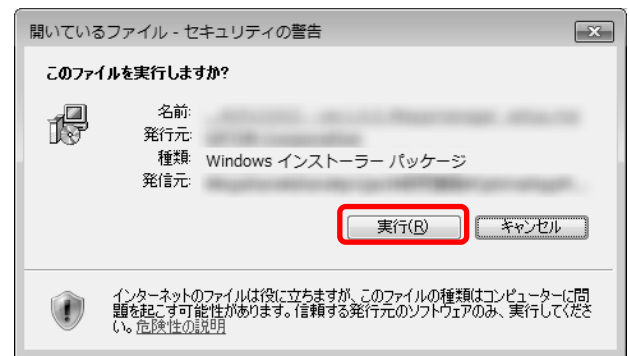 開いているファイル - セキュリティの警告
このファイルを実行しますか?
名前:
発行元:
種類: Windows インストーラー パッケージ
発信元:
実行(R) キャンセル
インターネットのファイルは役に立ちますが、このファイルの種類はコンピューターに問
題を起こす可能性があります。信頼する発行元のソフトウェアのみ、実行してくださ
い。危険性の説明